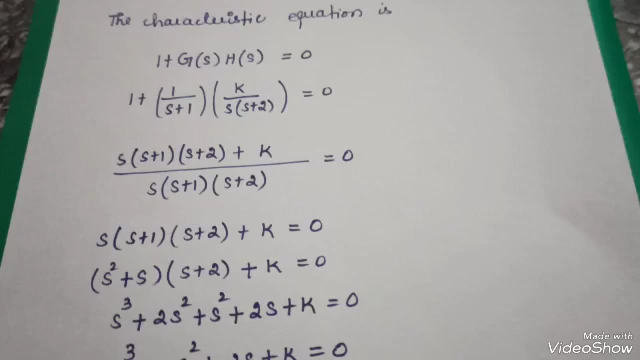 The characteristic equation is
1+G(s)H(s) = 0
1+(1/(s+1))(K/(s(s+2))) = 0
(s(s+1)(s+2)+K)/(s(s+1)(s+2)) = 0
s(s+1)(s+2)+K = 0
(s²+s)(s+2)+K = 0
s³+2s²+s²+2s+K = 0
+K = 0
Made with
VideoShow